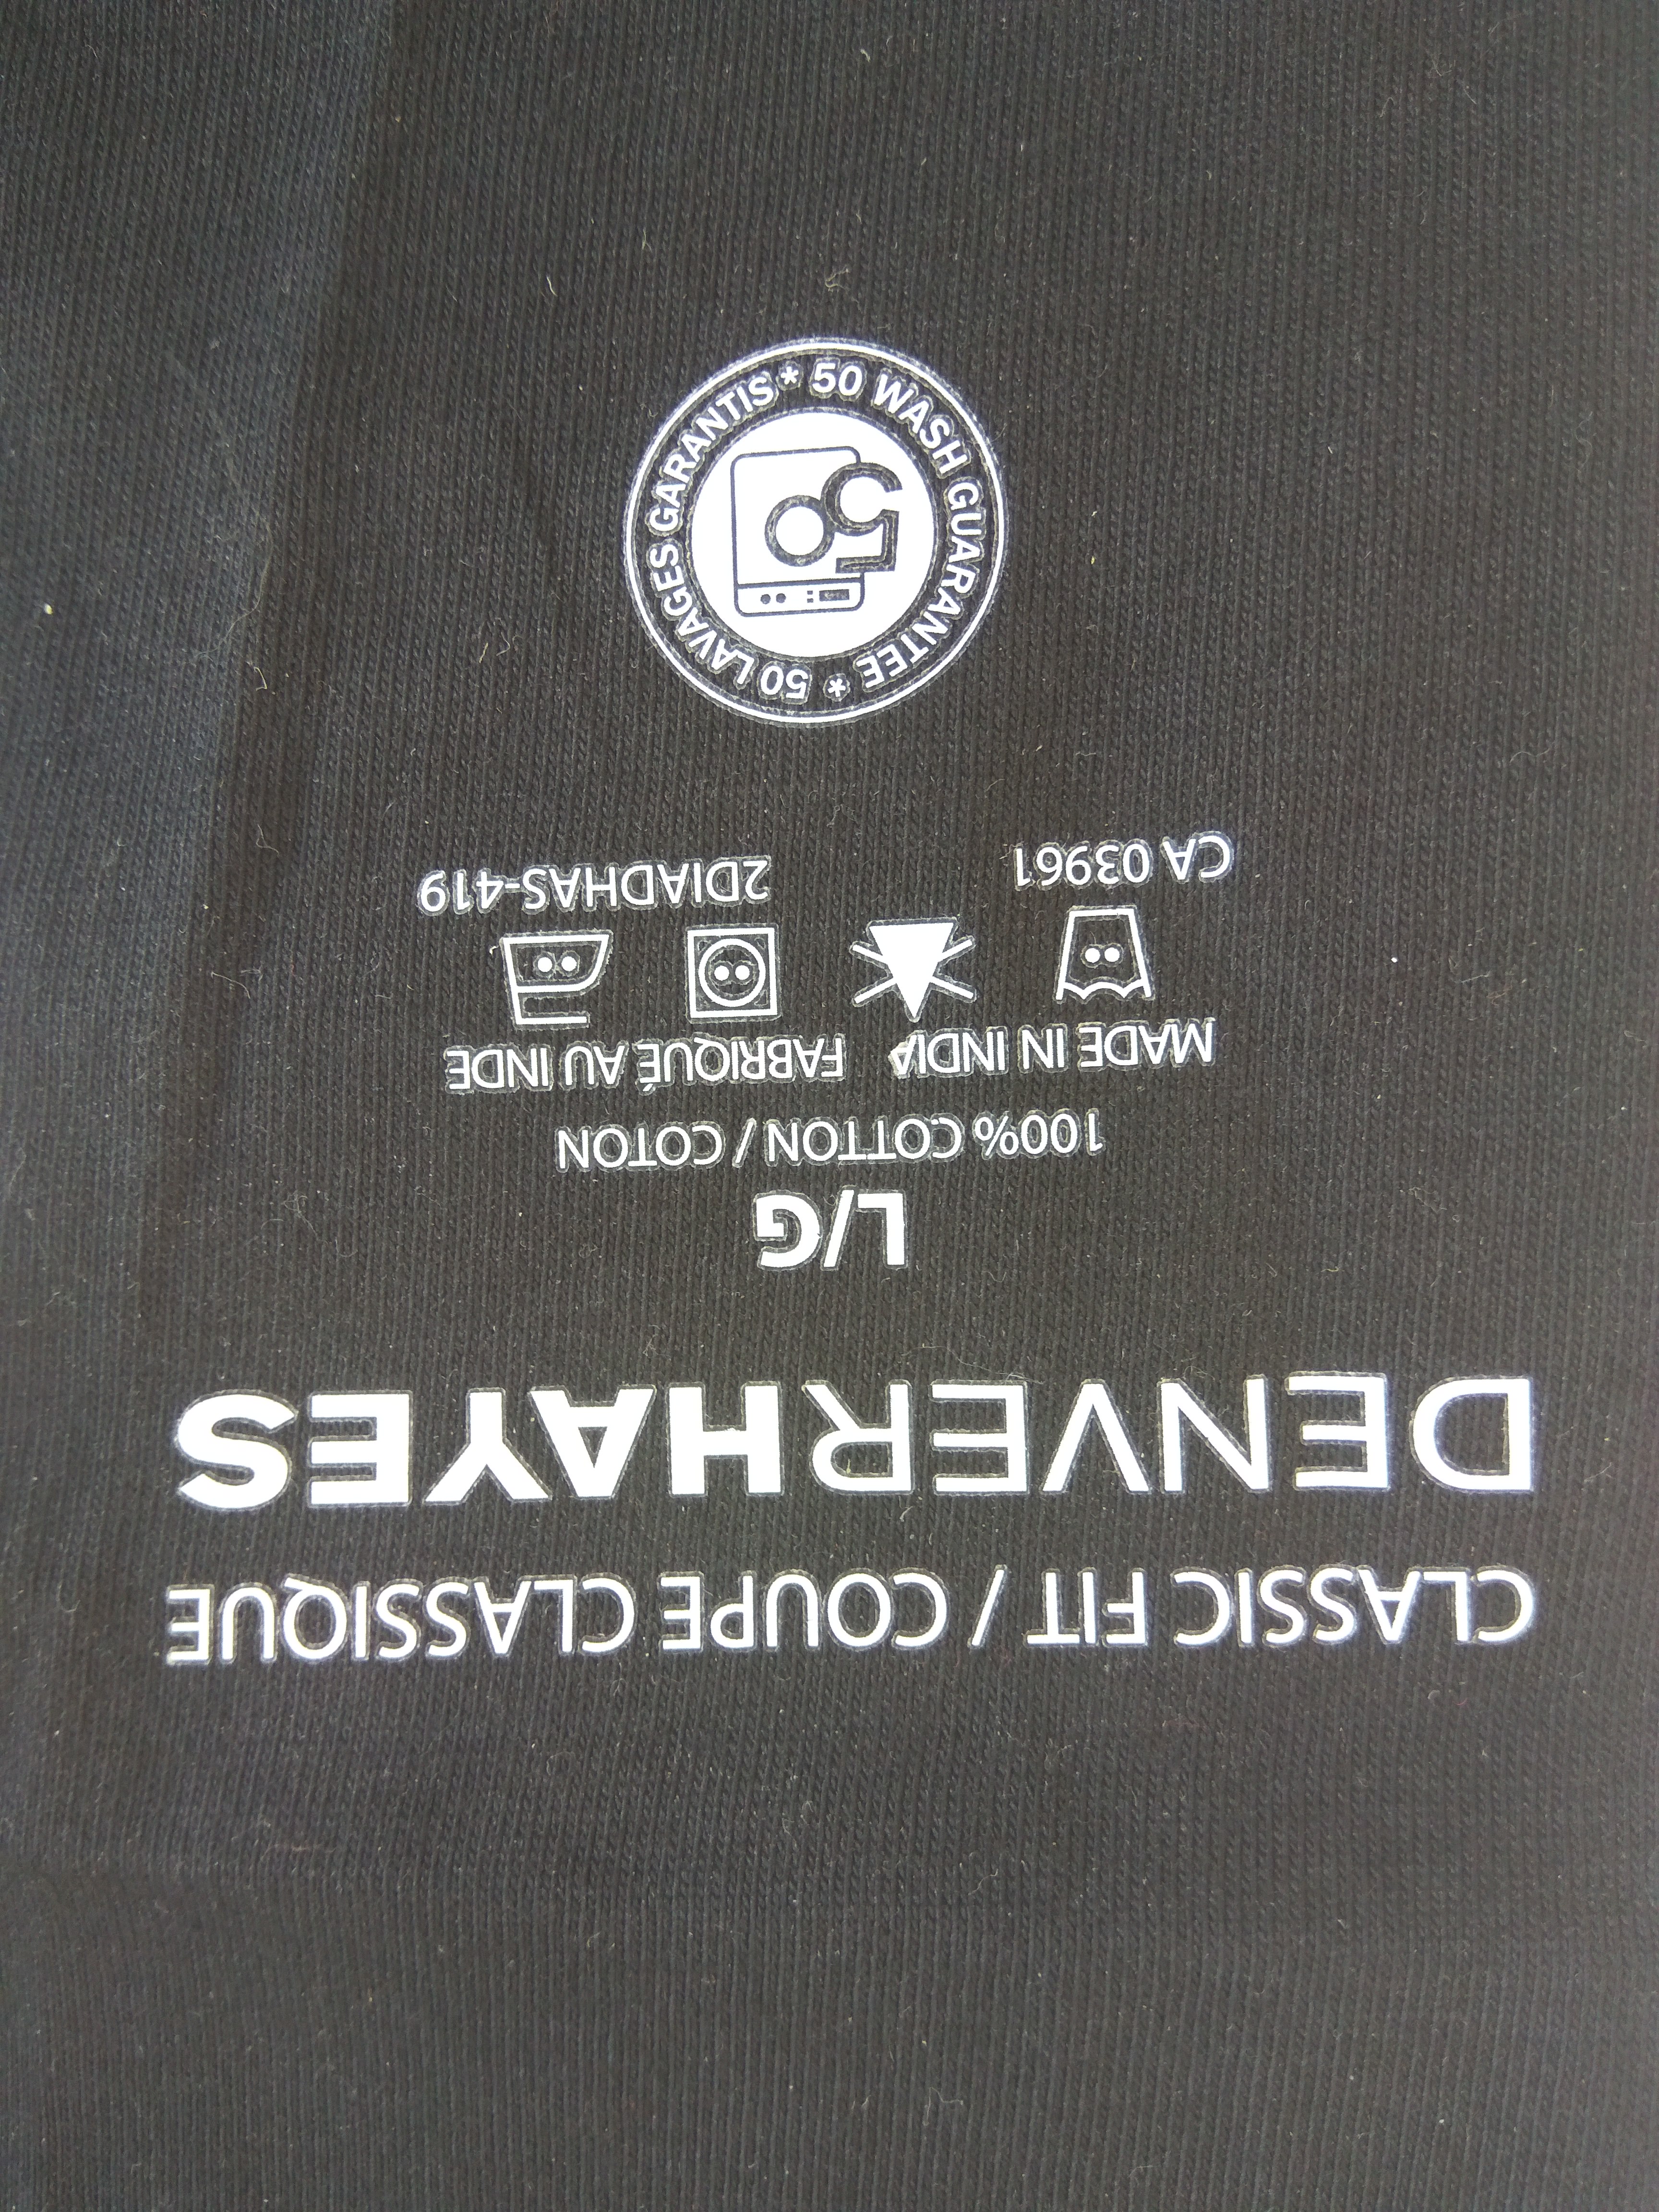 CLASSIC FIT / COUPE CLASSIQUE
DENVERHAYES
L/G
100% COTTON / COTON
MADE IN INDIA FABRIQUÉ AU INDE
CA 03961 2DIADHAS-419
50 WASH GUARANTEE * 50 LAVAGES GARANTIS *
50